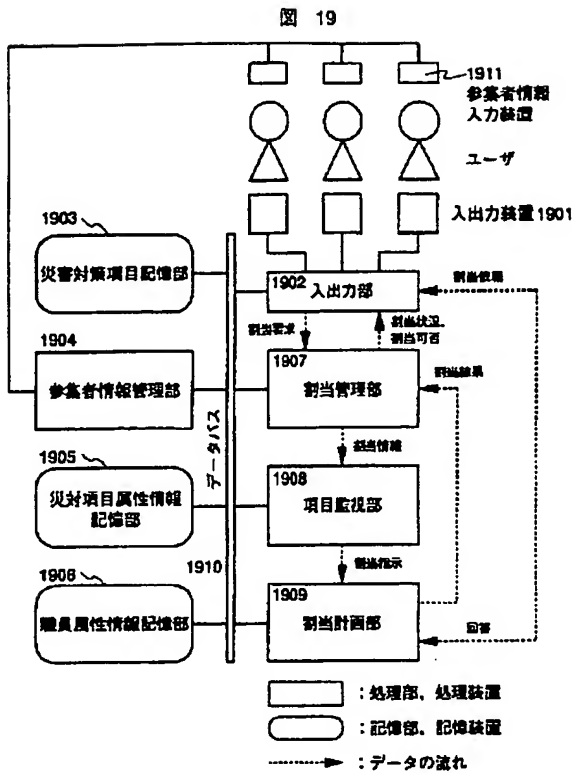 図 19
1911
参集者情報
入力装置
ユーザ
入出力装置1901
1903
災害対策項目記憶部
1902
入出力部
割当依頼
割当要求
割当状況、
割当可否
1904
参集者情報管理部
1907
割当管理部
割当結果
データバス
割当情報
1905
災対項目属性情報
記憶部
1908
項目監視部
1910
割当指示
1906
職員属性情報記憶部
1909
割当計画部
回答
：処理部、処理装置
：記憶部、記憶装置
：データの流れ